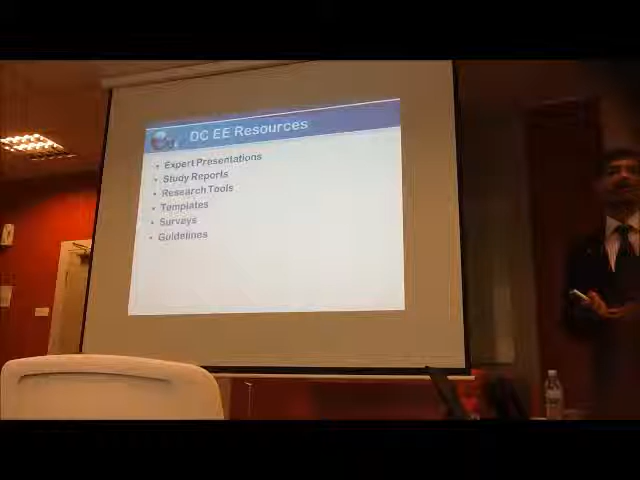 DC EE Resources
• Expert Presentations
• Study Reports
• Research Tools
• Templates
• Surveys
• Guidelines